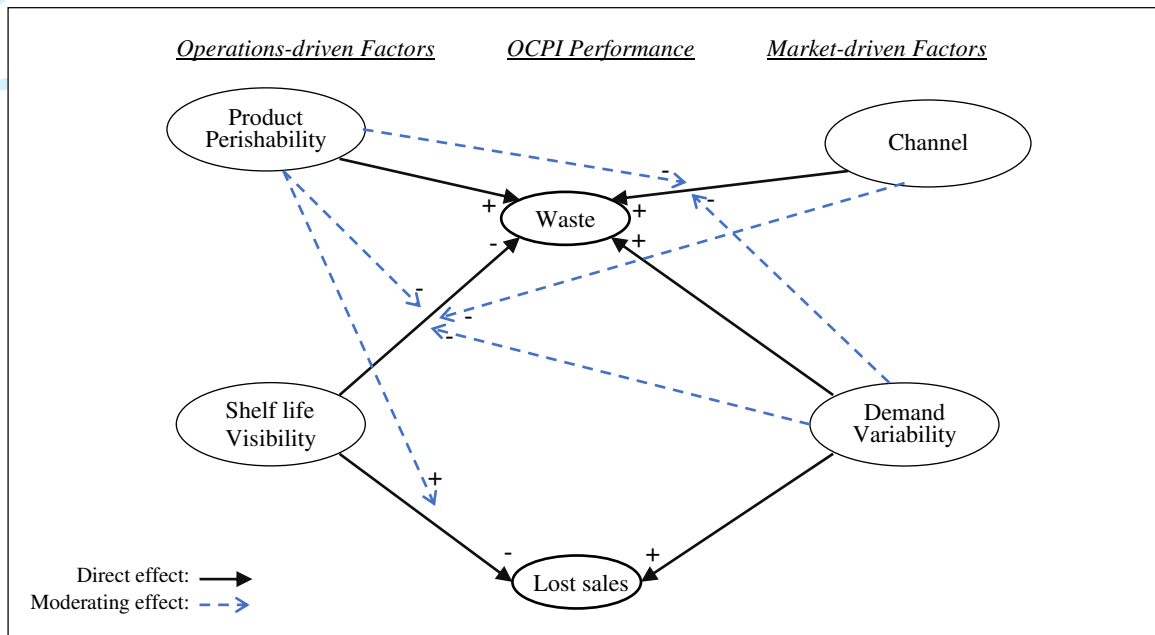 Operations-driven Factors
OCPI Performance
Market-driven Factors
Product
Perishability
Channel
-
-
+
Waste
+
-
+
-
-
-
Shelf life
Visibility
Demand
Variability
+
-
+
Lost sales
Direct effect:
Moderating effect: